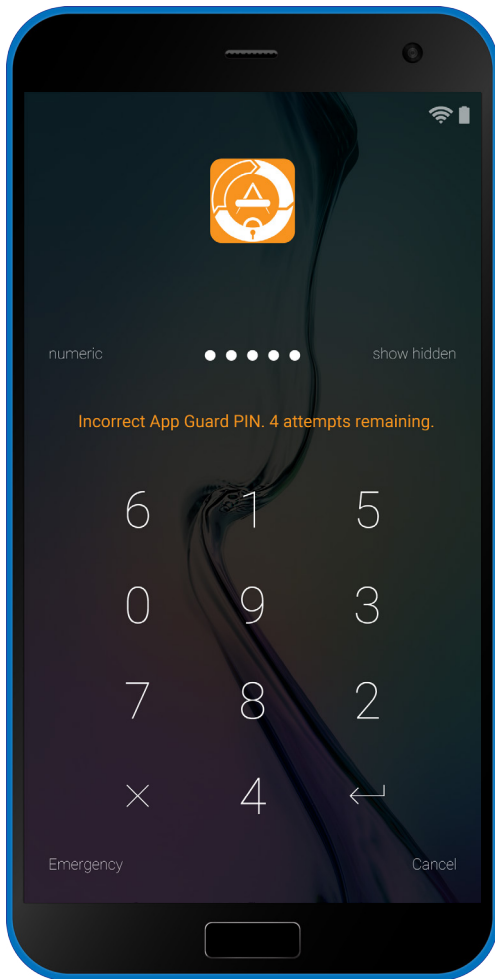 numeric show hidden
Incorrect App Guard PIN. 4 attempts remaining.
6 1 5
0 9 3
7 8 2
4
Emergency Cancel